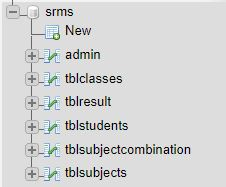 srms
New
admin
tblclasses
tblresult
tblstudents
tblsubjectcombination
tblsubjects